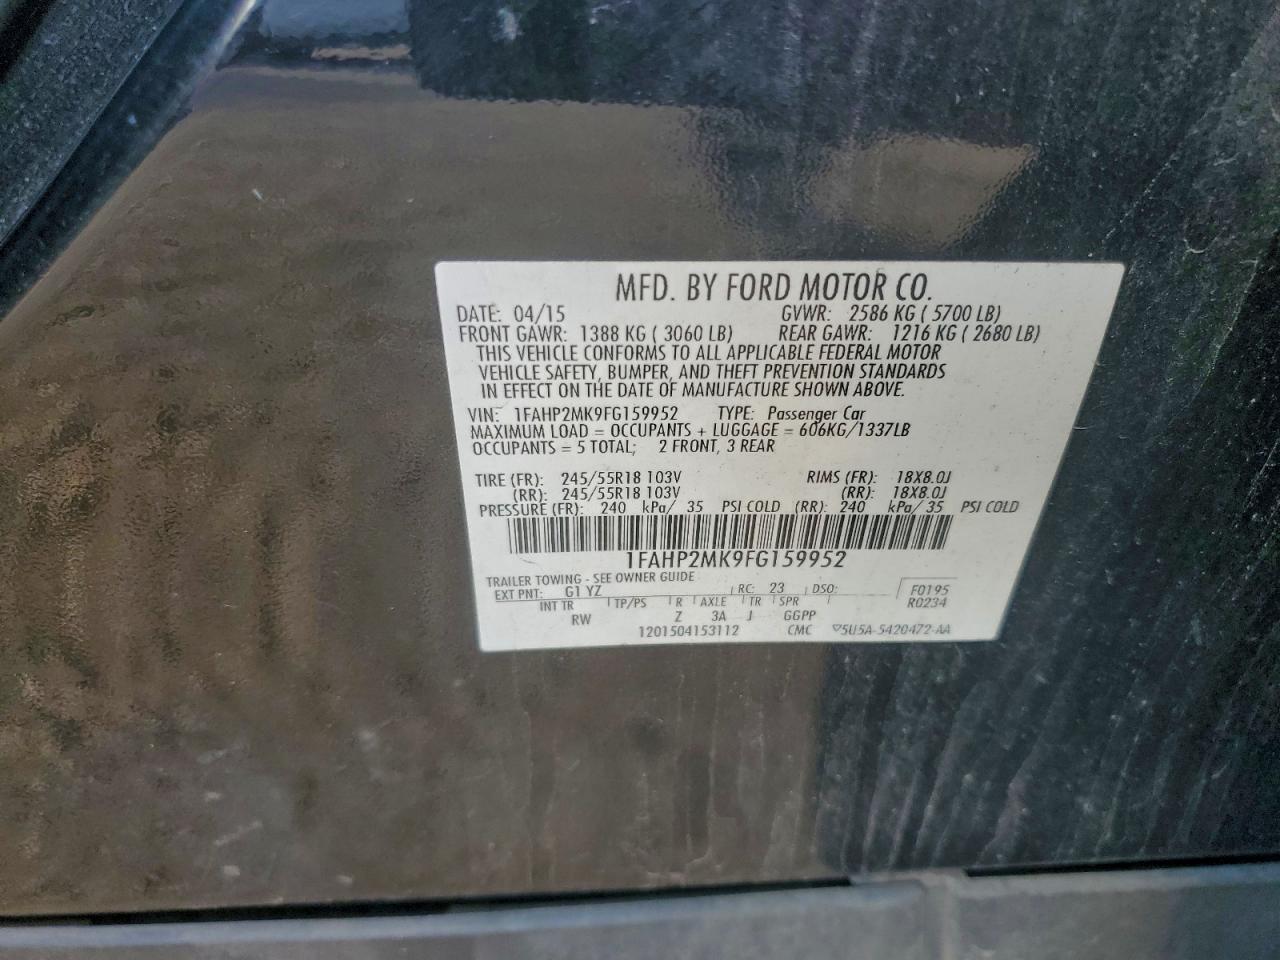 MFD. BY FORD MOTOR CO.
DATE: 04/15 GVWR: 2586 KG ( 5700 LB)
FRONT GAWR: 1388 KG ( 3060 LB) REAR GAWR: 1216 KG ( 2680 LB)
THIS VEHICLE CONFORMS TO ALL APPLICABLE FEDERAL MOTOR
VEHICLE SAFETY, BUMPER, AND THEFT PREVENTION STANDARDS
IN EFFECT ON THE DATE OF MANUFACTURE SHOWN ABOVE.
VIN: 1FAHP2MK9FG159952 TYPE: Passenger Car
MAXIMUM LOAD = OCCUPANTS + LUGGAGE = 606KG/1337LB
OCCUPANTS = 5 TOTAL; 2 FRONT, 3 REAR
TIRE (FR): 245/55R18 103V RIMS (FR): 18X8.0J
(RR): 245/55R18 103V (RR): 18X8.0J
PRESSURE (FR): 240 kPa/ 35 PSI COLD (RR): 240 kPa/ 35 PSI COLD
1FAHP2MK9FG159952
TRAILER TOWING - SEE OWNER GUIDE
EXT PNT: G1 YZ RC: 23 DSO: F0195
INT TR TP/PS R AXLE TR SPR R0234
RW Z 3A J GGPP
1201504153112 CMC ▽5U5A-5420472-AA